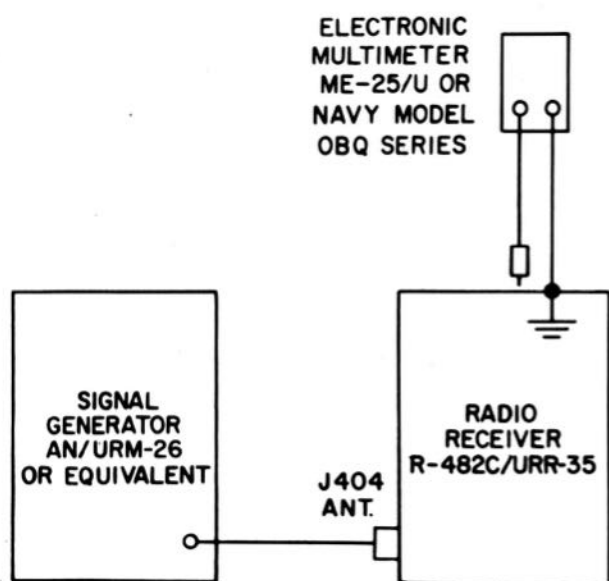 ELECTRONIC
MULTIMETER
ME-25/U OR
NAVY MODEL
OBQ SERIES
SIGNAL
GENERATOR
AN/URM-26
OR EQUIVALENT
J404
ANT.
RADIO
RECEIVER
R-482C/URR-35